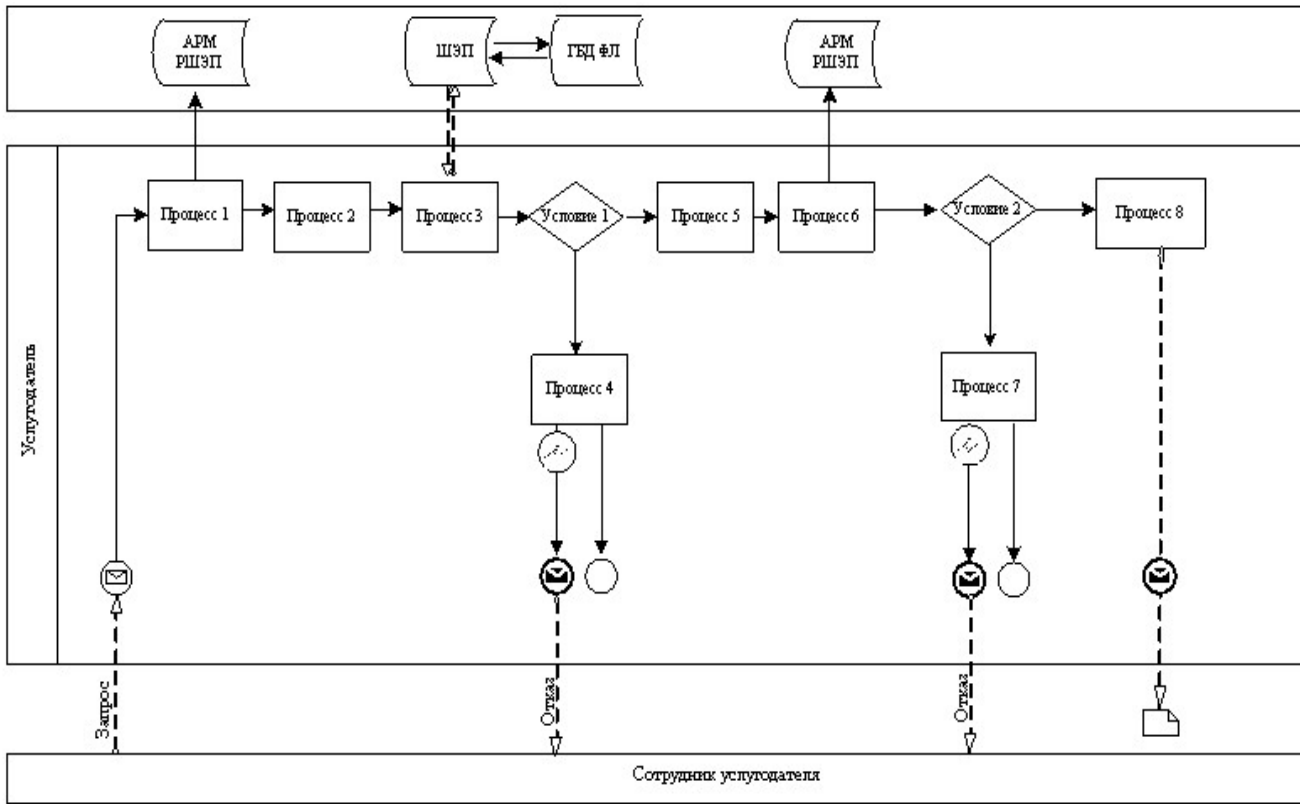 АРМ
РШЭП
ШЭП
ГБД ФЛ
АРМ
РШЭП
Услугодатель
Процесс 1
Процесс 2
Процесс 3
Условие 1
Процесс 5
Процесс 6
Условие 2
Процесс 8
Процесс 4
Процесс 7
Запрос
Отказ
Отказ
Сотрудник услугодателя